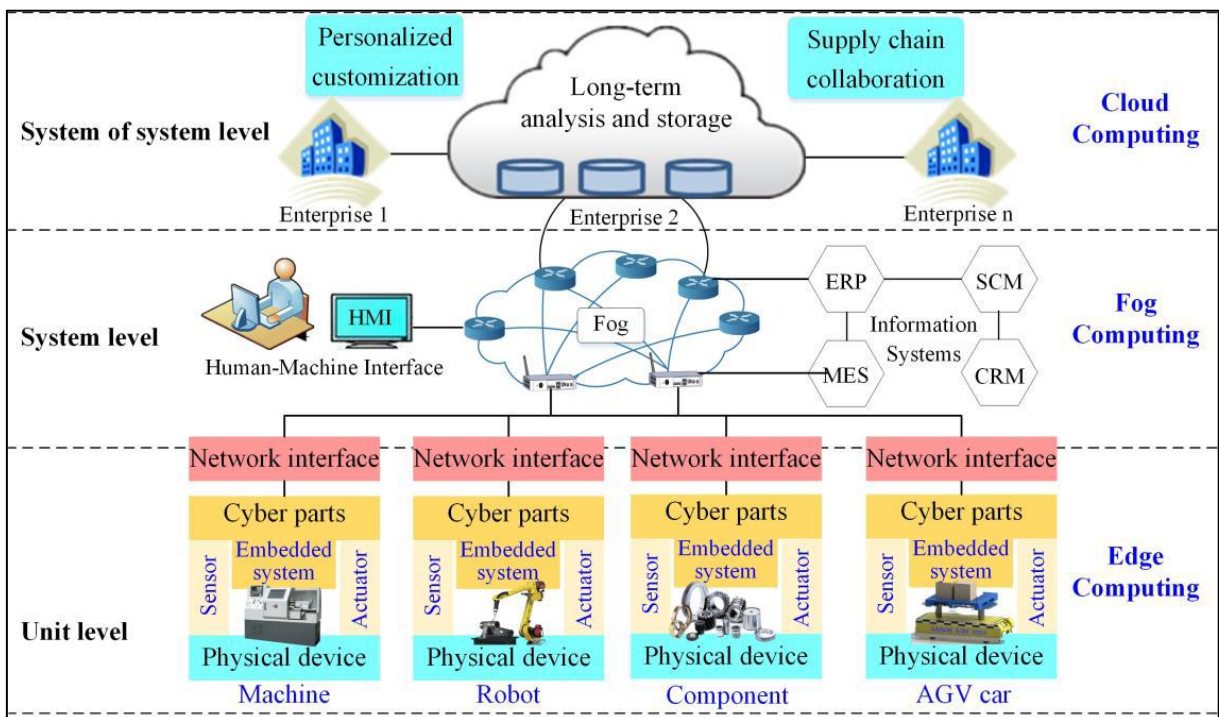 Personalized
customization
Long-term
analysis and storage
Supply chain
collaboration
Cloud
Computing
System of system level
Enterprise 1
Enterprise 2
Enterprise n
System level
HMI
Human-Machine Interface
Fog
ERP
SCM
Information
Systems
MES
CRM
Fog
Computing
Network interface
Network interface
Network interface
Network interface
Cyber parts
Cyber parts
Cyber parts
Cyber parts
Sensor
Embedded
system
Actuator
Sensor
Embedded
system
Actuator
Sensor
Embedded
system
Actuator
Sensor
Embedded
system
Actuator
Edge
Computing
Unit level
Physical device
Physical device
Physical device
Physical device
Machine
Robot
Component
AGV car